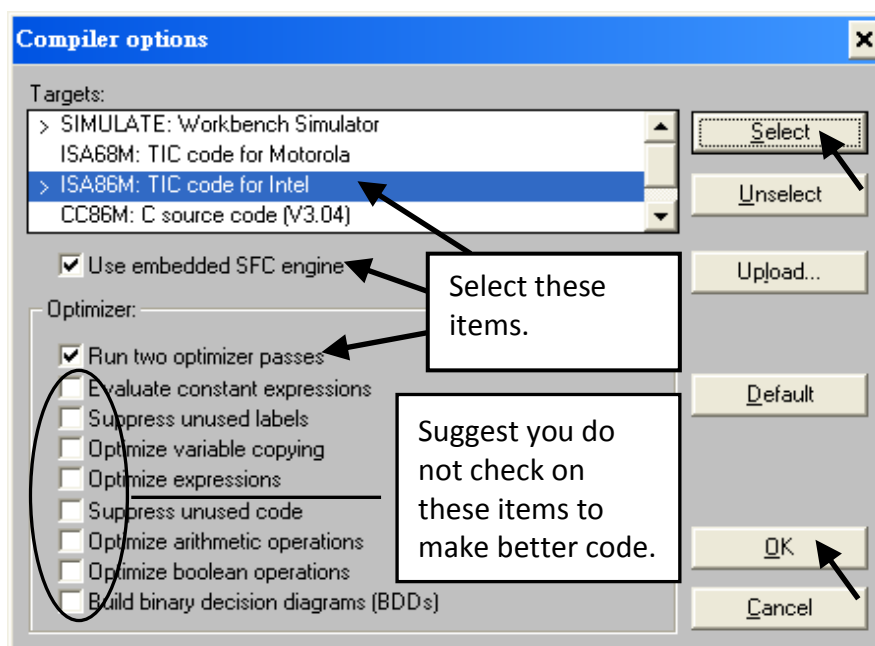 Compiler options
Targets:
> SIMULATE: Workbench Simulator
ISA68M: TIC code for Motorola
> ISA86M: TIC code for Intel
CC86M: C source code (V3.04)
Select
Unselect
Upload...
Default
OK
Cancel
Use embedded SFC engine
Optimizer:
Run two optimizer passes
Evaluate constant expressions
Suppress unused labels
Optimize variable copying
Optimize expressions
Suppress unused code
Optimize arithmetic operations
Optimize boolean operations
Build binary decision diagrams (BDDs)
Select these
items.
Suggest you do
not check on
these items to
make better code.